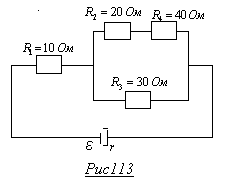 R₂ = 20 Ом R₄ = 40 Ом
R₁ = 10 Ом
R₃ = 30 Ом
ε r
Рис113